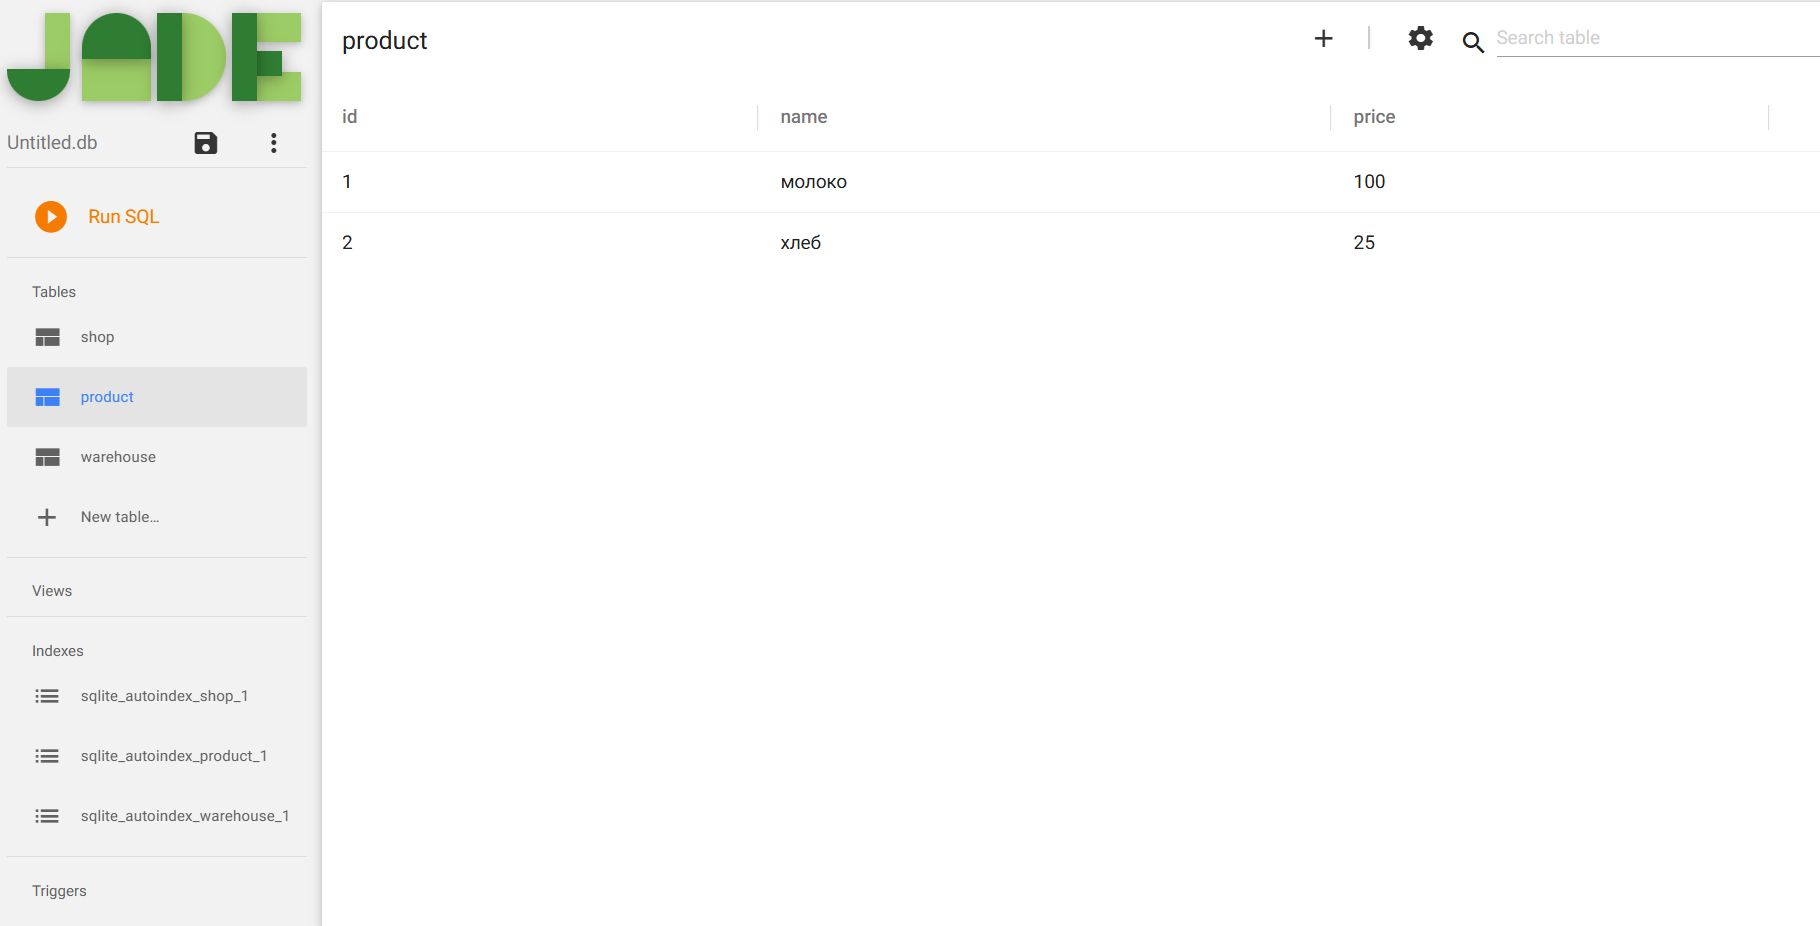 JADE
Untitled.db
Run SQL
Tables
shop
product
warehouse
New table...
Views
Indexes
sqlite_autoindex_shop_1
sqlite_autoindex_product_1
sqlite_autoindex_warehouse_1
Triggers
product
Search table
id name price
1 молоко 100
2 хлеб 25